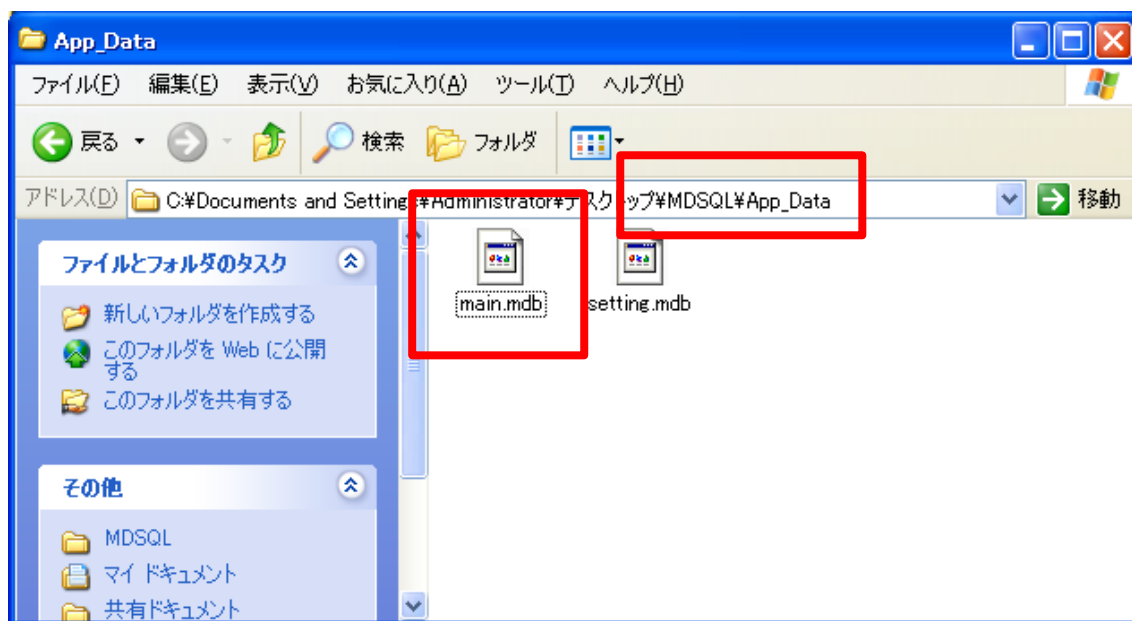 App_Data
ファイル(F) 編集(E) 表示(V) お気に入り(A) ツール(T) ヘルプ(H)
戻る 検索 フォルダ
アドレス(D) C:¥Documents and Settings¥Administrator¥デスクトップ¥MDSQL¥App_Data 移動
ファイルとフォルダのタスク
新しいフォルダを作成する
このフォルダを Web に公開
する
このフォルダを共有する
その他
MDSQL
マイ ドキュメント
共有ドキュメント
main.mdb setting.mdb